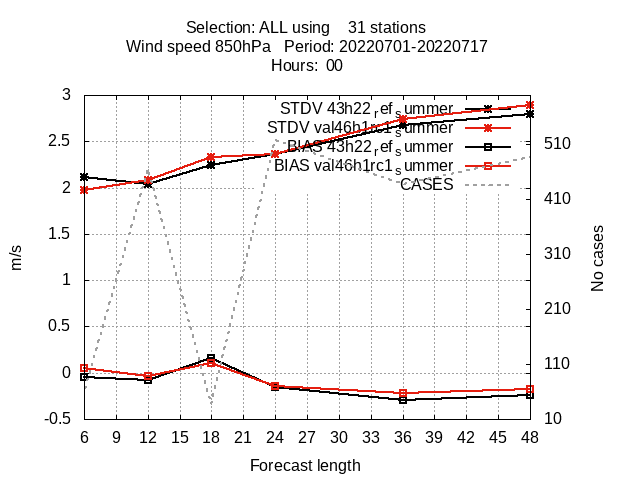 Selection: ALL using    31 stations
Wind speed 850hPa   Period: 20220701-20220717
Hours:  00
3
2.5
2
1.5
1
0.5
0
-0.5
m/s
STDV 43h22_ref_summer
STDV val46h1rc1_summer
BIAS 43h22_ref_summer
BIAS val46h1rc1_summer
CASES
510
410
310
210
110
10
No cases
6 9 12 15 18 21 24 27 30 33 36 39 42 45 48
Forecast length